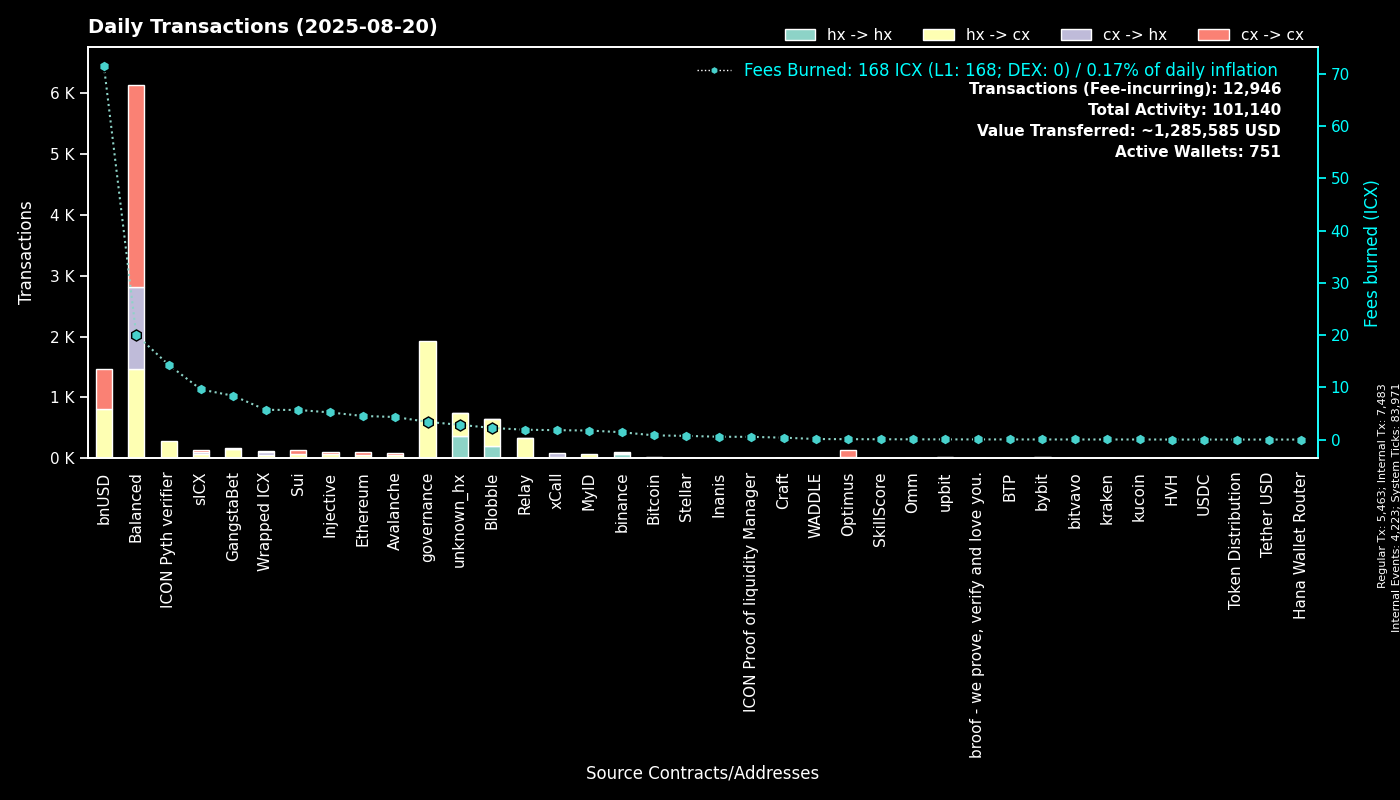 Daily Transactions (2025-08-20)
hx -> hx
hx -> cx
cx -> hx
cx -> cx
Fees Burned: 168 ICX (L1: 168; DEX: 0) / 0.17% of daily inflation
Transactions (Fee-incurring): 12,946
Total Activity: 101,140
Value Transferred: ~1,285,585 USD
Active Wallets: 751
Transactions
6 K
5 K
4 K
3 K
2 K
1 K
0 K
70
60
50
40
30
20
10
0
Fees burned (ICX)
bnUSD
Balanced
ICON Pyth verifier
sICX
GangstaBet
Wrapped ICX
Sui
Injective
Ethereum
Avalanche
governance
unknown_hx
Blobble
Relay
xCall
MyID
binance
Bitcoin
Stellar
Inanis
ICON Proof of liquidity Manager
Craft
WADDLE
Optimus
SkillScore
Omm
upbit
broof - we prove, verify and love you.
BTP
bybit
bitvavo
kraken
kucoin
HVH
USDC
Token Distribution
Tether USD
Hana Wallet Router
Source Contracts/Addresses
Regular Tx: 5,463; Internal Tx: 7,483
Internal Events: 4,223; System Ticks: 83,971